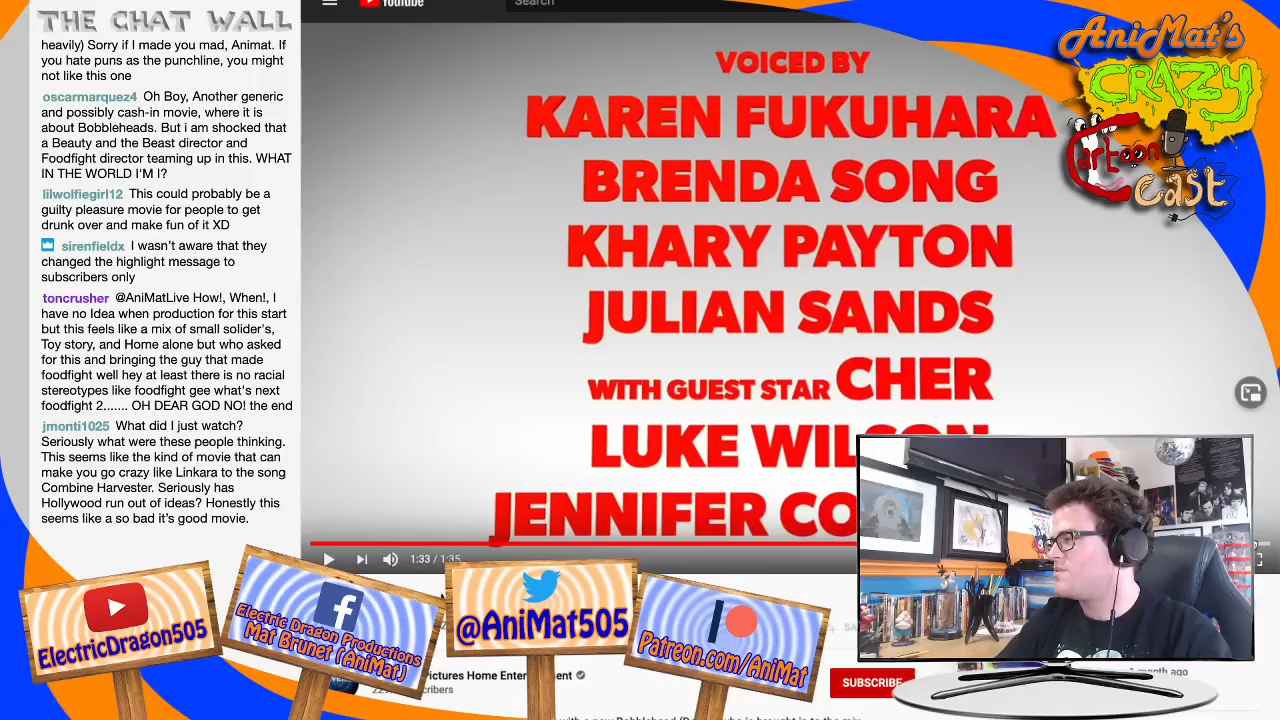 THE CHAT WALL
heavily) Sorry if I made you mad, Animat. If
you hate puns as the punchline, you might
not like this one
oscarmarquez4 Oh Boy, Another generic
and possibly cash-in movie, where it is
about Bobbleheads. But i am shocked that
a Beauty and the Beast director and
Foodfight director teaming up in this. WHAT
IN THE WORLD I'M I?
lilwolfiegirl12 This could probably be a
guilty pleasure movie for people to get
drunk over and make fun of it XD
sirenfieldx I wasn't aware that they
changed the highlight message to
subscribers only
toncrusher @AniMatLive How!, When!, I
have no Idea when production for this start
but this feels like a mix of small solider's,
Toy story, and Home alone but who asked
for this and bringing the guy that made
foodfight well hey at least there is no racial
stereotypes like foodfight gee what's next
foodfight 2....... OH DEAR GOD NO! the end
jmonti1025 What did I just watch?
Seriously what were these people thinking.
This seems like the kind of movie that can
make you go crazy like Linkara to the song
Combine Harvester. Seriously has
Hollywood run out of ideas? Honestly this
seems like a so bad it's good movie.
YouTube
Search
VOICED BY
KAREN FUKUHARA
BRENDA SONG
KHARY PAYTON
JULIAN SANDS
WITH GUEST STAR CHER
LUKE WILSON
JENNIFER CO
1:33 / 1:35
AniMat's
CRAZY
Cartoon
Cast
ElectricDragon505
Electric Dragon Productions
Mat Brunet (AniMat)
@AniMat505
Patreon.com/AniMat
Pictures Home Entertainment
SUBSCRIBE
month ago